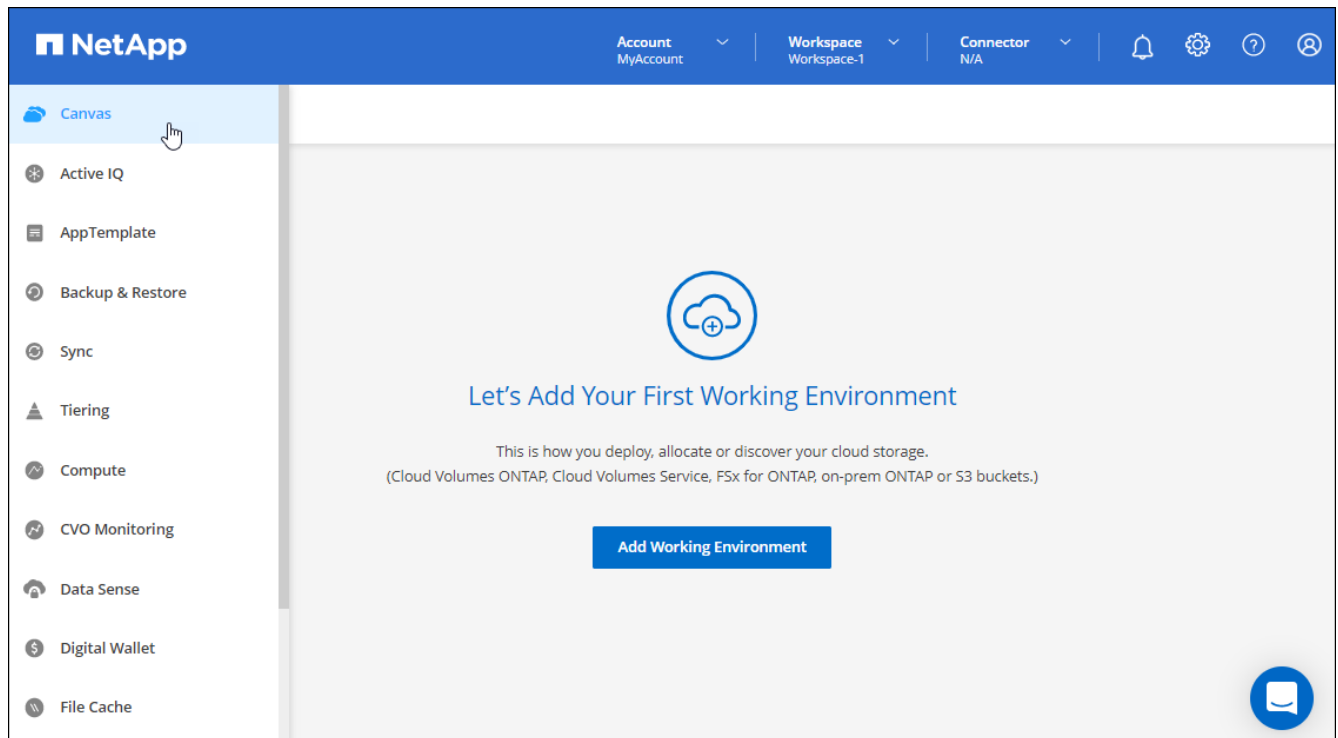 NetApp
Account
MyAccount
Workspace
Workspace-1
Connector
N/A
Canvas
Active IQ
AppTemplate
Backup & Restore
Sync
Tiering
Compute
CVO Monitoring
Data Sense
Digital Wallet
File Cache
Let's Add Your First Working Environment
This is how you deploy, allocate or discover your cloud storage.
(Cloud Volumes ONTAP, Cloud Volumes Service, FSx for ONTAP, on-prem ONTAP or S3 buckets.)
Add Working Environment